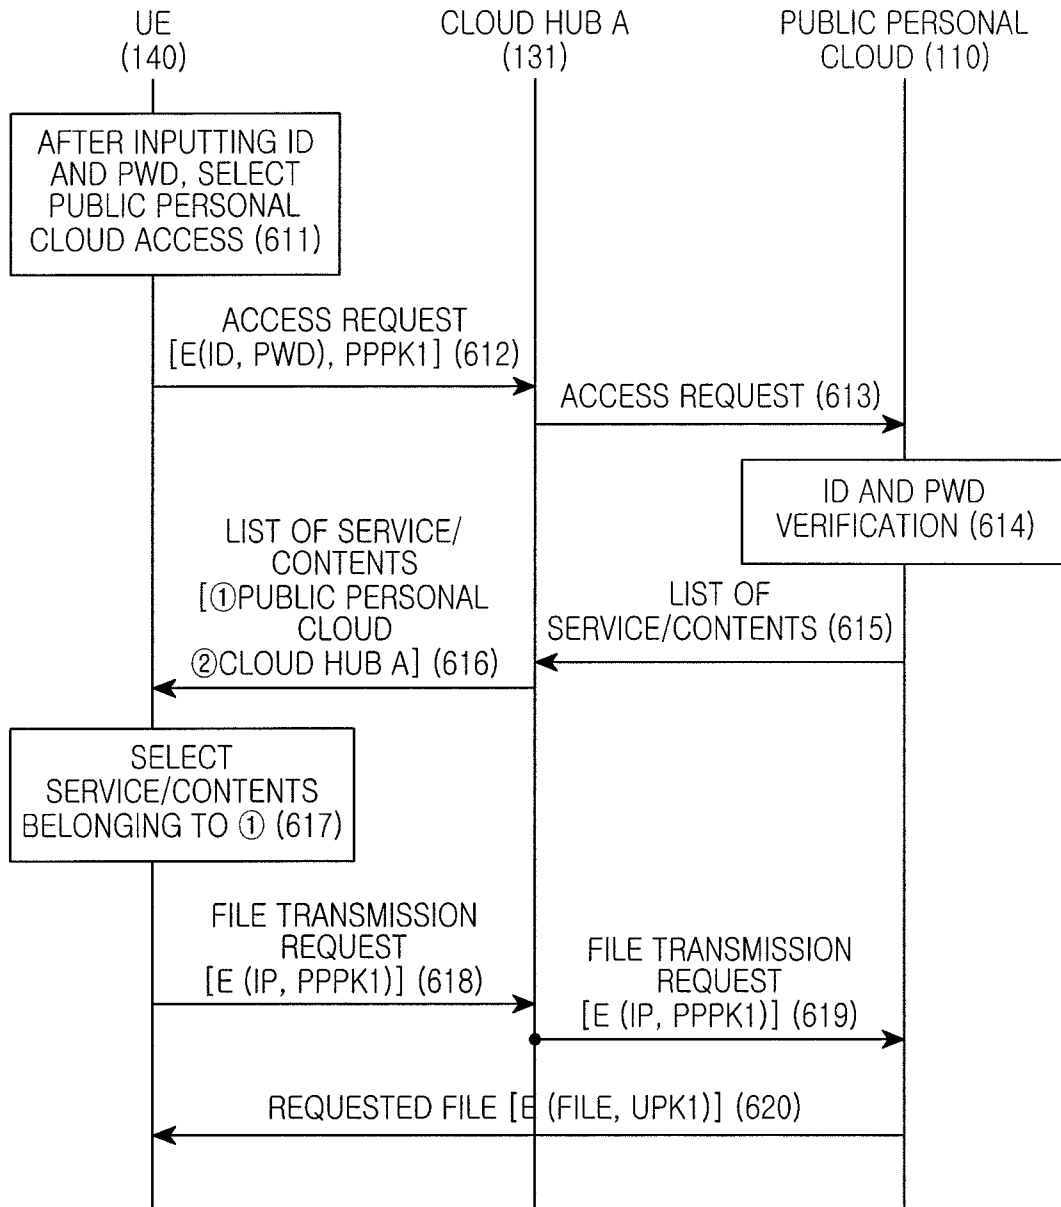 UE
(140)
CLOUD HUB A
(131)
PUBLIC PERSONAL
CLOUD (110)
AFTER INPUTTING ID
AND PWD, SELECT
PUBLIC PERSONAL
CLOUD ACCESS (611)
ACCESS REQUEST
[E(ID, PWD), PPPK1] (612)
ACCESS REQUEST (613)
ID AND PWD
VERIFICATION (614)
LIST OF
SERVICE/CONTENTS (615)
LIST OF SERVICE/
CONTENTS
[①PUBLIC PERSONAL
CLOUD
②CLOUD HUB A] (616)
SELECT
SERVICE/CONTENTS
BELONGING TO ① (617)
FILE TRANSMISSION
REQUEST
[E (IP, PPPK1)] (618)
FILE TRANSMISSION
REQUEST
[E (IP, PPPK1)] (619)
REQUESTED FILE [E (FILE, UPK1)] (620)